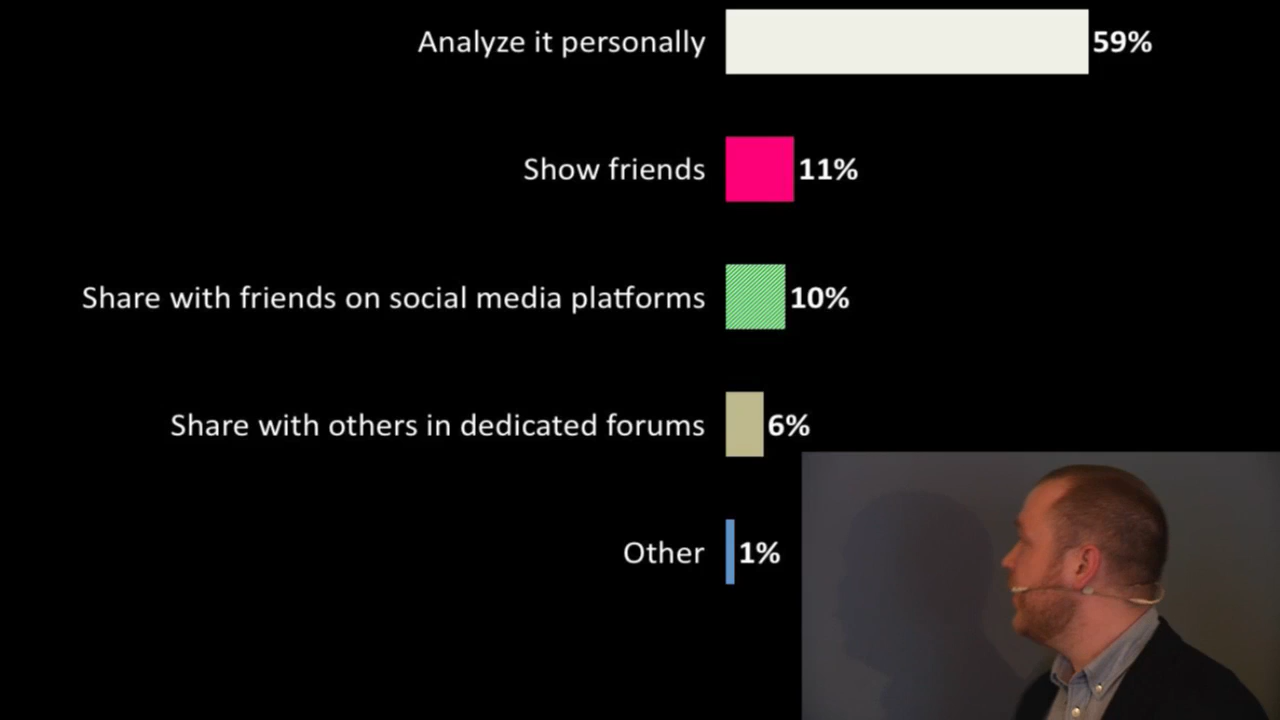 Analyze it personally 59%
Show friends 11%
Share with friends on social media platforms 10%
Share with others in dedicated forums 6%
Other 1%